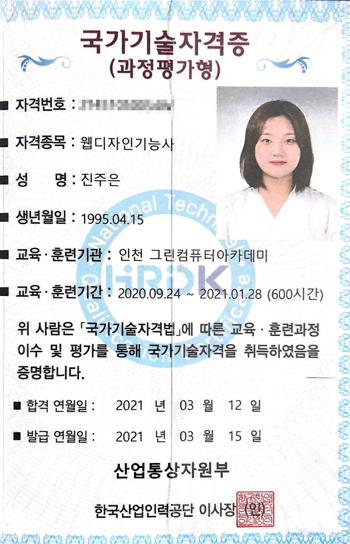 국가기술자격증
(과정평가형)
■ 자격번호 :
■ 자격종목 : 웹디자인기능사
■ 성 명 : 진주은
■ 생년월일 : 1995.04.15
■ 교육 · 훈련기관 : 인천 그린컴퓨터아카데미
■ 교육 · 훈련기간 : 2020.09.24 ~ 2021.01.28 (600시간)
HRDK
위 사람은 「국가기술자격법」에 따른 교육 · 훈련과정
이수 및 평가를 통해 국가기술자격을 취득하였음을
증명합니다.
■ 합격 연월일 : 2021 년 03 월 12 일
■ 발급 연월일 : 2021 년 03 월 15 일
산업통상자원부
한국산업인력공단 이사장 (인)